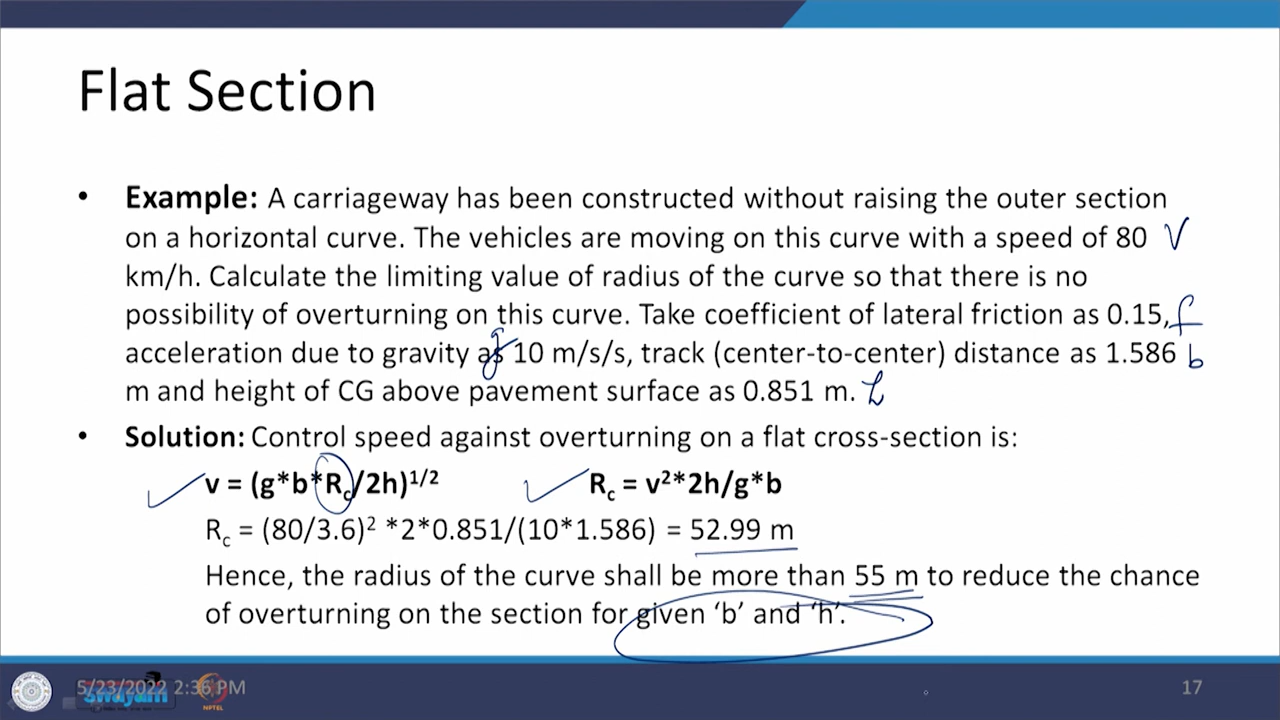 Flat Section
• Example: A carriageway has been constructed without raising the outer section
on a horizontal curve. The vehicles are moving on this curve with a speed of 80 V
km/h. Calculate the limiting value of radius of the curve so that there is no
possibility of overturning on this curve. Take coefficient of lateral friction as 0.15, f
acceleration due to gravity as 10 m/s/s, track (center-to-center) distance as 1.586 b
m and height of CG above pavement surface as 0.851 m. h
• Solution: Control speed against overturning on a flat cross-section is:
v = (g*b*R_c/2h)^1/2 R_c = v²*2h/g*b
R_c = (80/3.6)² *2*0.851/(10*1.586) = 52.99 m
Hence, the radius of the curve shall be more than 55 m to reduce the chance
of overturning on the section for given ‘b’ and ‘h’.
5/23/2022 2:36 PM
swayam
NPTEL
17